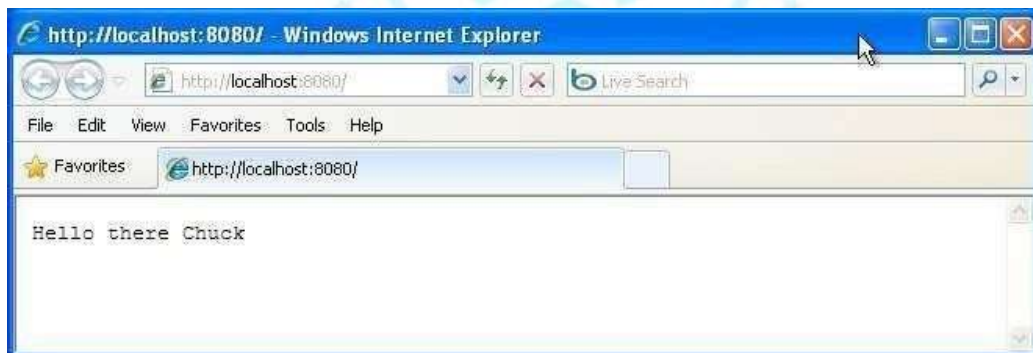 http://localhost:8080/ - Windows Internet Explorer
http://localhost:8080/
Live Search
File Edit View Favorites Tools Help
Favorites
http://localhost:8080/
Hello there Chuck